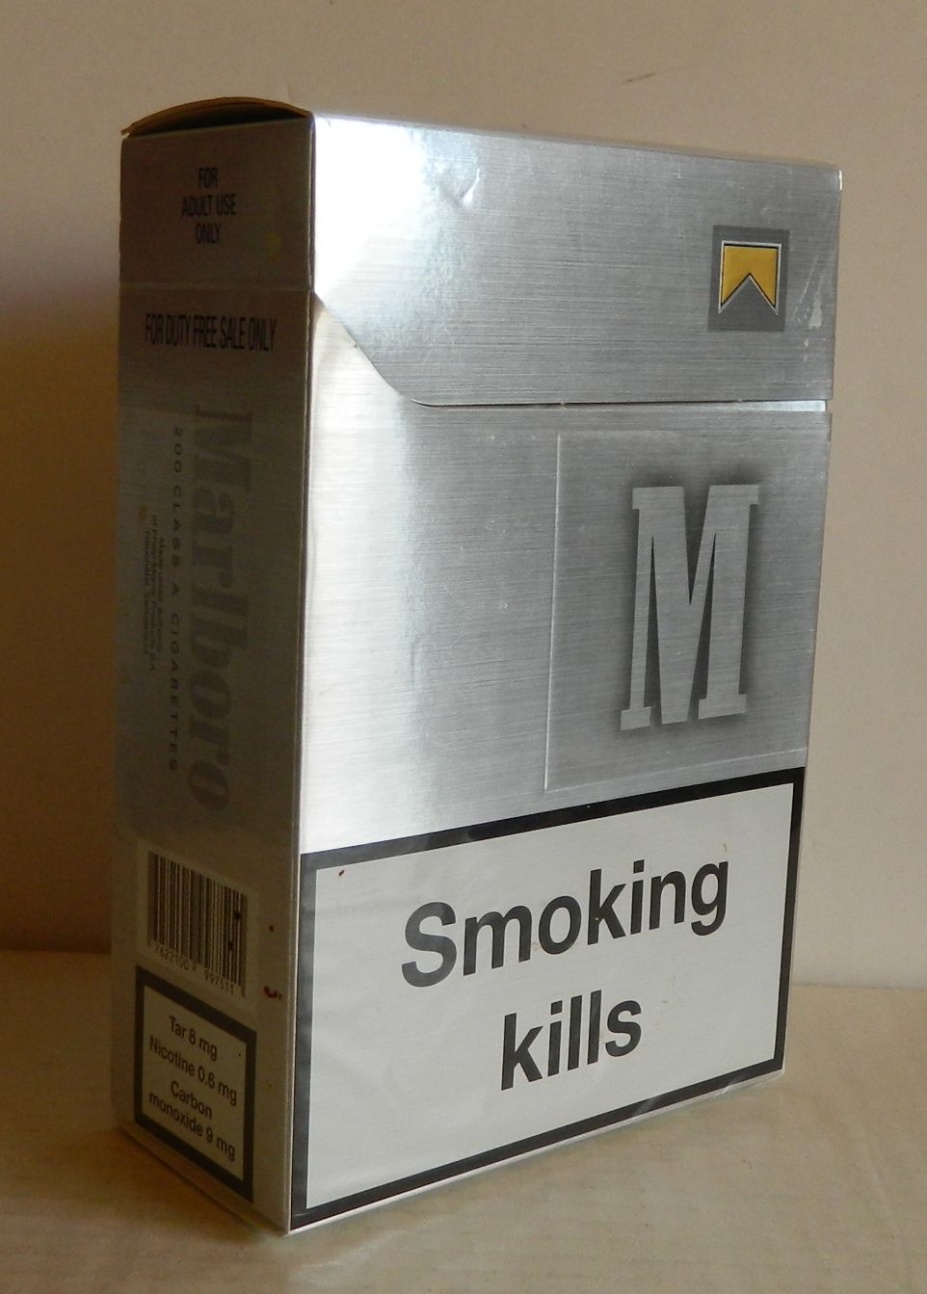 FOR
ADULT USE
ONLY
FOR DUTY FREE SALE ONLY
Marlboro
200 CLASS A CIGARETTES
Tar 8 mg
Nicotine 0.6 mg
Carbon
monoxide 9 mg
M
Smoking
kills